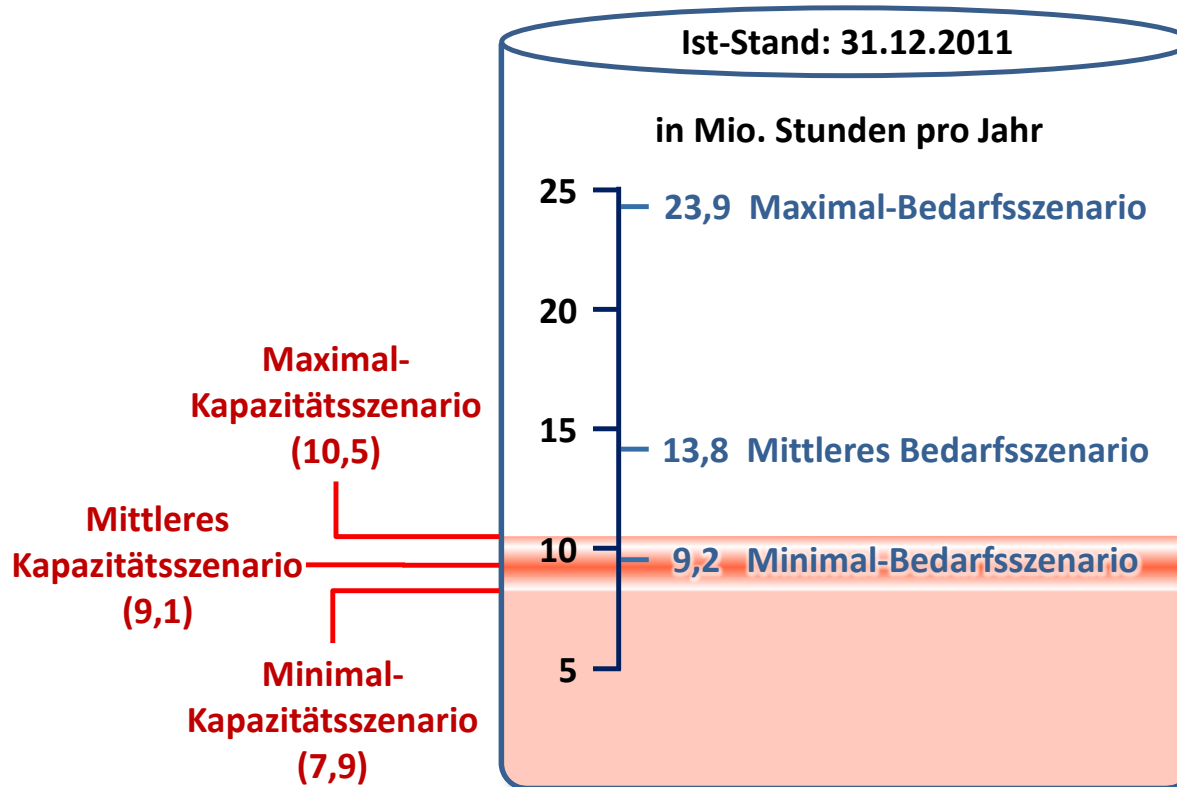 Ist-Stand: 31.12.2011
in Mio. Stunden pro Jahr
25
23,9 Maximal-Bedarfsszenario
20
15
13,8 Mittleres Bedarfsszenario
10
9,2 Minimal-Bedarfsszenario
5
Maximal-
Kapazitätsszenario
(10,5)
Mittleres
Kapazitätsszenario
(9,1)
Minimal-
Kapazitätsszenario
(7,9)